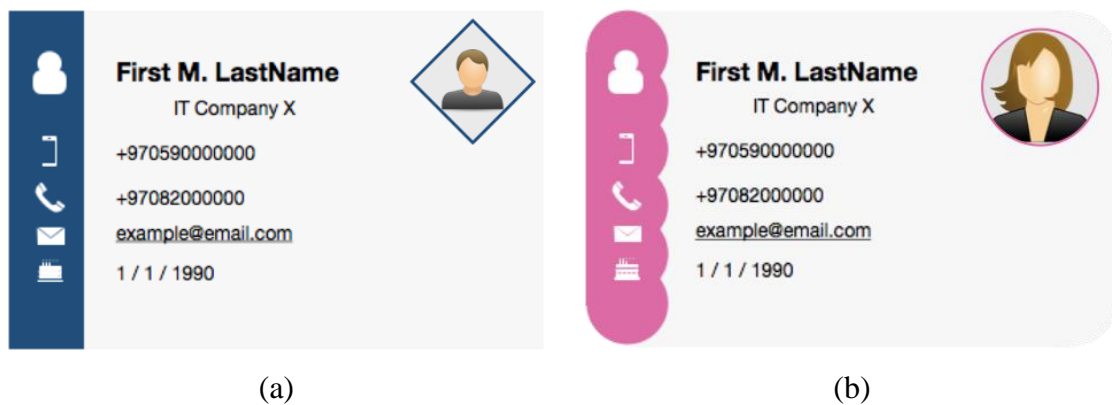 First M. LastName
IT Company X
+970590000000
+97082000000
example@email.com
1 / 1 / 1990
(a)
First M. LastName
IT Company X
+970590000000
+97082000000
example@email.com
1 / 1 / 1990
(b)